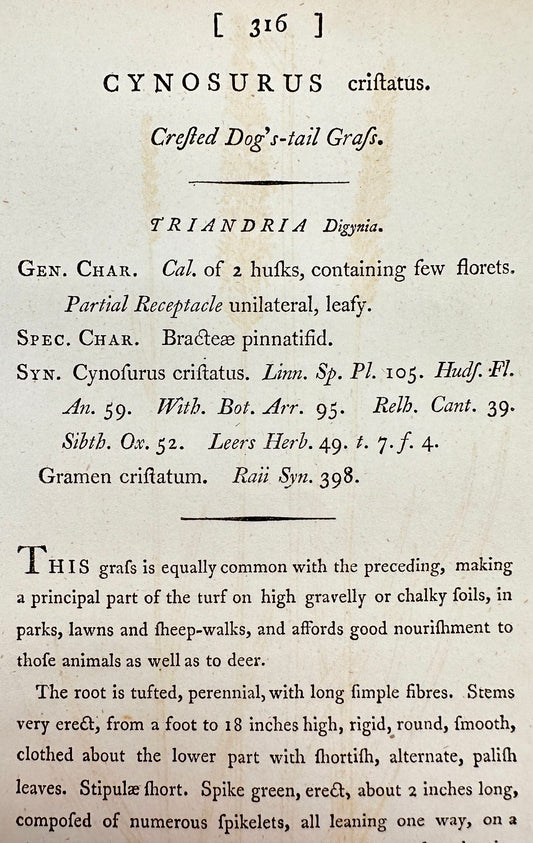 [ 316 ]
CYNOSURUS criſtatus.
Creſted Dog's-tail Graſs.
TRIANDRIA Digynia.
GEN. CHAR. Cal. of 2 huſks, containing few florets.
Partial Receptacle unilateral, leafy.
SPEC. CHAR. Bracteæ pinnatifid.
SYN. Cynoſurus criſtatus. Linn. Sp. Pl. 105. Hudſ. Fl.
An. 59. With. Bot. Arr. 95. Relh. Cant. 39.
Sibth. Ox. 52. Leers Herb. 49. t. 7. f. 4.
Gramen criſtatum. Raii Syn. 398.
THIS graſs is equally common with the preceding, making
a principal part of the turf on high gravelly or chalky ſoils, in
parks, lawns and ſheep-walks, and affords good nouriſhment to
thoſe animals as well as to deer.
The root is tufted, perennial, with long ſimple fibres. Stems
very erect, from a foot to 18 inches high, rigid, round, ſmooth,
clothed about the lower part with ſhortiſh, alternate, paliſh
leaves. Stipulæ ſhort. Spike green, erect, about 2 inches long,
compoſed of numerous ſpikelets, all leaning one way, on a